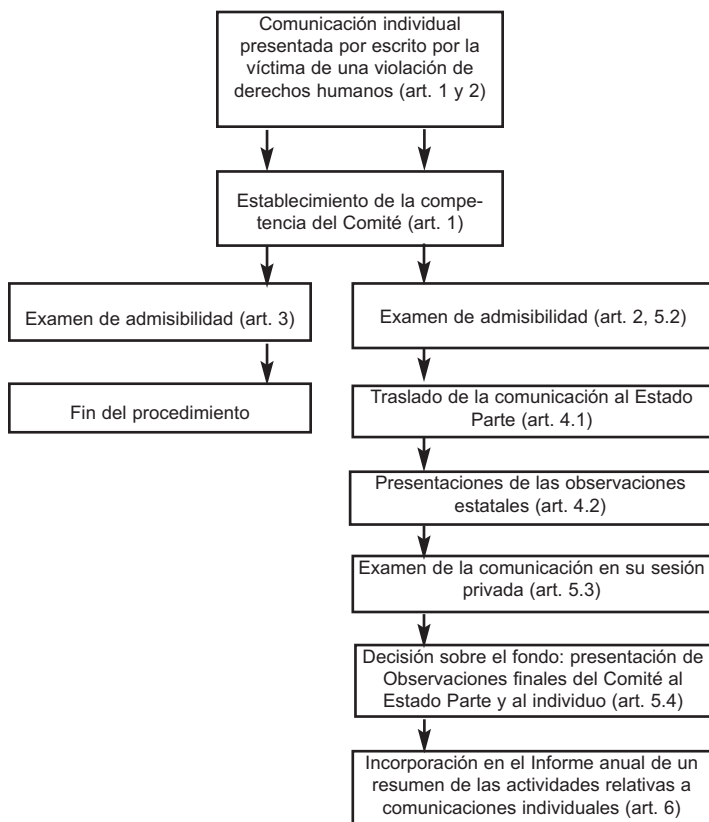 Comunicación individual
presentada por escrito por la
víctima de una violación de
derechos humanos (art. 1 y 2)
Establecimiento de la compe-
tencia del Comité (art. 1)
Examen de admisibilidad (art. 3)
Fin del procedimiento
Examen de admisibilidad (art. 2, 5.2)
Traslado de la comunicación al Estado
Parte (art. 4.1)
Presentaciones de las observaciones
estatales (art. 4.2)
Examen de la comunicación en su sesión
privada (art. 5.3)
Decisión sobre el fondo: presentación de
Observaciones finales del Comité al
Estado Parte y al individuo (art. 5.4)
Incorporación en el Informe anual de un
resumen de las actividades relativas a
comunicaciones individuales (art. 6)